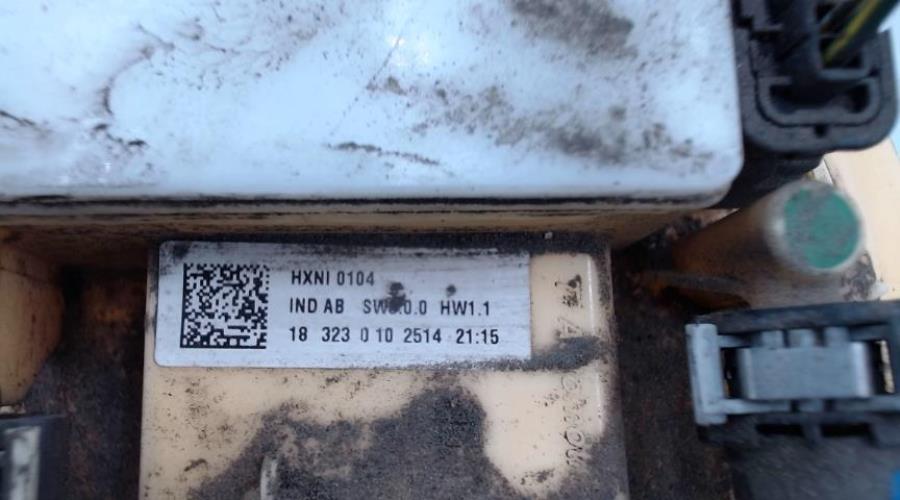 HXNI 0104
IND AB HW1.1
18 323 0 10 2514 21:15